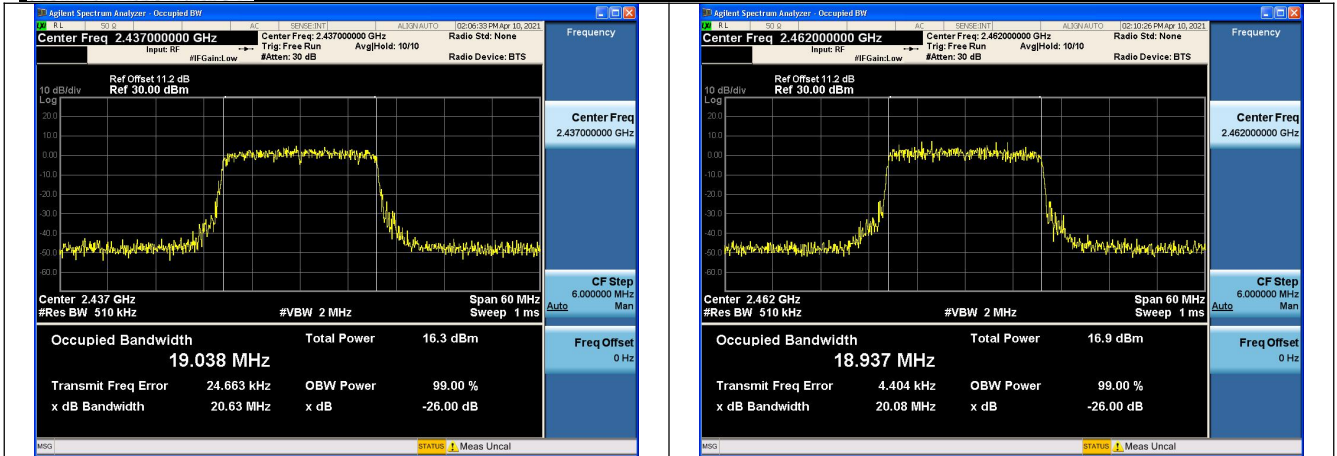 Agilent Spectrum Analyzer - Occupied BW
RL 50 Ω AC SENSE:INT ALIGN AUTO 02:06:33 PM Apr 10, 2021
Center Freq 2.437000000 GHz Center Freq: 2.437000000 GHz Radio Std: None Frequency
Input: RF Trig: Free Run Avg|Hold: 10/10
#IFGain:Low #Atten: 30 dB Radio Device: BTS
Ref Offset 11.2 dB
10 dB/div Ref 30.00 dBm
Log
20.0
10.0
0.00
-10.0
-20.0
-30.0
-40.0
-50.0
-60.0
Center Freq
2.437000000 GHz
Center 2.437 GHz Span 60 MHz
#Res BW 510 kHz #VBW 2 MHz Sweep 1 ms
CF Step
6.000000 MHz
Auto Man
Occupied Bandwidth Total Power 16.3 dBm
19.038 MHz
Transmit Freq Error 24.663 kHz OBW Power 99.00 %
x dB Bandwidth 20.63 MHz x dB -26.00 dB
Freq Offset
0 Hz
MSG STATUS Meas Uncal
Agilent Spectrum Analyzer - Occupied BW
RL 50 Ω AC SENSE:INT ALIGN AUTO 02:10:26 PM Apr 10, 2021
Center Freq 2.462000000 GHz Center Freq: 2.462000000 GHz Radio Std: None Frequency
Input: RF Trig: Free Run Avg|Hold: 10/10
#IFGain:Low #Atten: 30 dB Radio Device: BTS
Ref Offset 11.2 dB
10 dB/div Ref 30.00 dBm
Log
20.0
10.0
0.00
-10.0
-20.0
-30.0
-40.0
-50.0
-60.0
Center Freq
2.462000000 GHz
Center 2.462 GHz Span 60 MHz
#Res BW 510 kHz #VBW 2 MHz Sweep 1 ms
CF Step
6.000000 MHz
Auto Man
Occupied Bandwidth Total Power 16.9 dBm
18.937 MHz
Transmit Freq Error 4.404 kHz OBW Power 99.00 %
x dB Bandwidth 20.08 MHz x dB -26.00 dB
Freq Offset
0 Hz
MSG STATUS Meas Uncal